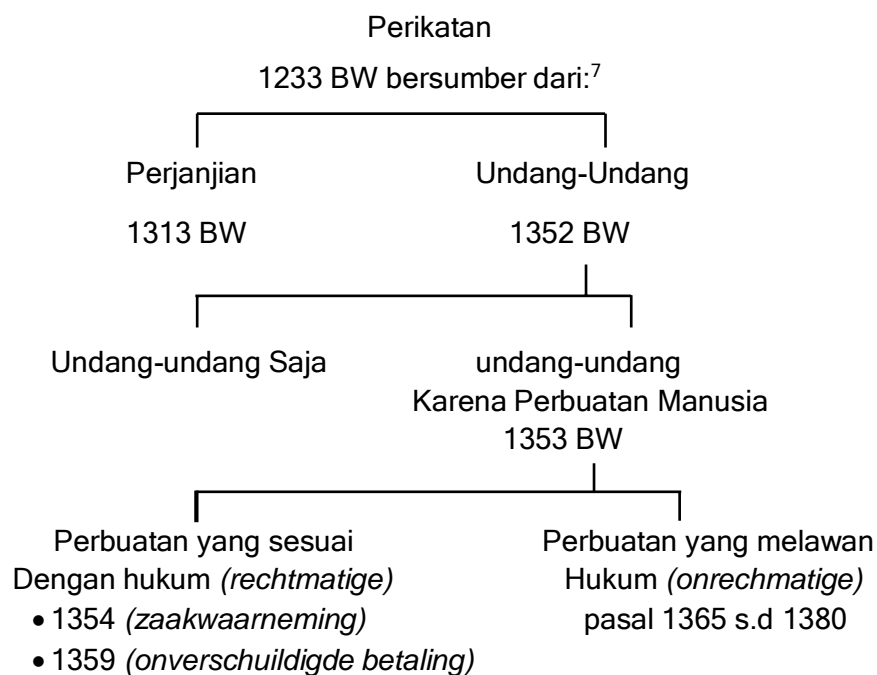 Perikatan
1233 BW bersumber dari:⁷
Perjanjian
Undang-Undang
1313 BW
1352 BW
Undang-undang Saja
undang-undang
Karena Perbuatan Manusia
1353 BW
Perbuatan yang sesuai
Dengan hukum (rechtmatige)
• 1354 (zaakwaarneming)
• 1359 (onverschuildigde betaling)
Perbuatan yang melawan
Hukum (onrechmatige)
pasal 1365 s.d 1380